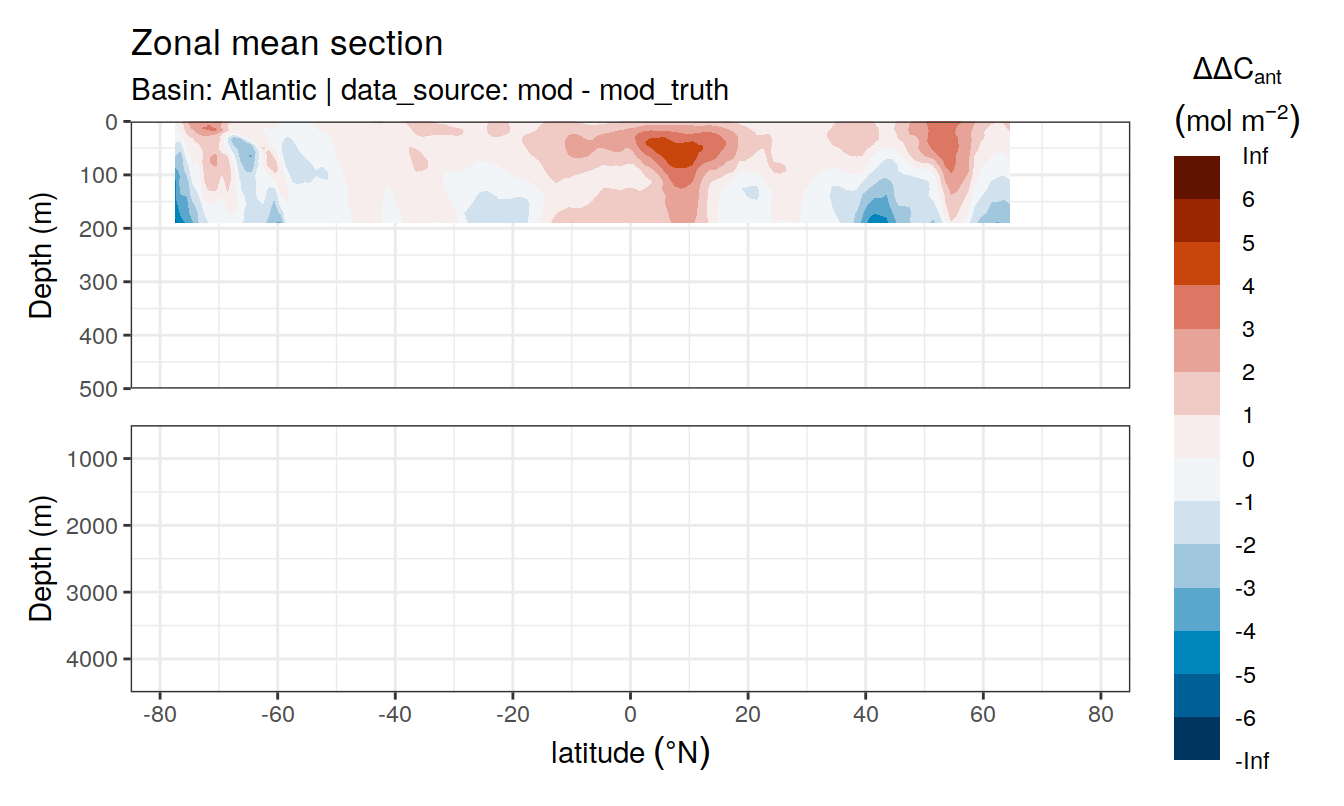 Zonal mean section
Basin: Atlantic | data_source: mod - mod_truth
ΔΔCant
(mol m−2)
Inf
6
5
4
3
2
1
0
-1
-2
-3
-4
-5
-6
-Inf
Depth (m)
0
100
200
300
400
500
Depth (m)
1000
2000
3000
4000
-80 -60 -40 -20 0 20 40 60 80
latitude (°N)